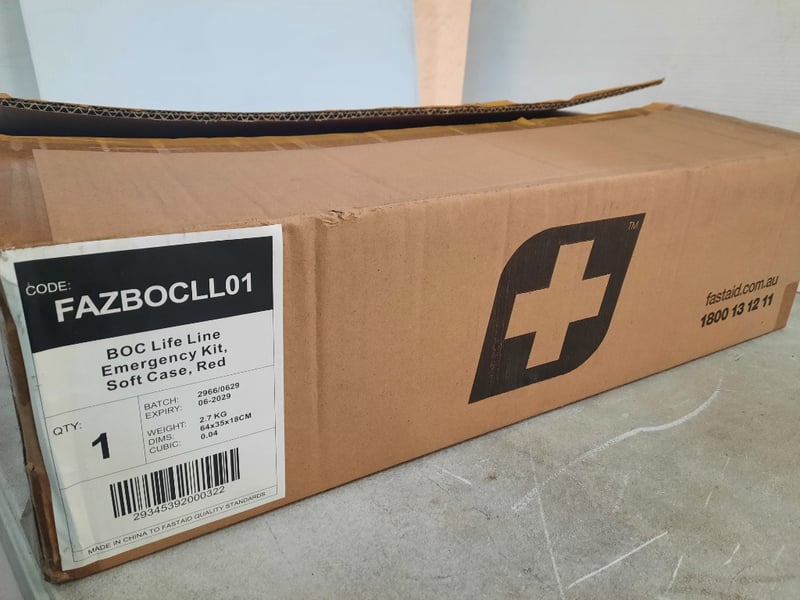 CODE:
FAZBOCLL01
BOC Life Line
Emergency Kit,
Soft Case, Red
QTY:
1
BATCH: 2966/0629
EXPIRY: 06-2029
WEIGHT: 2.7 KG
DIMS: 64x35x18CM
CUBIC: 0.04
29345392000322
MADE IN CHINA TO FASTAID QUALITY STANDARDS
TM
fastaid.com.au
1800 13 12 11